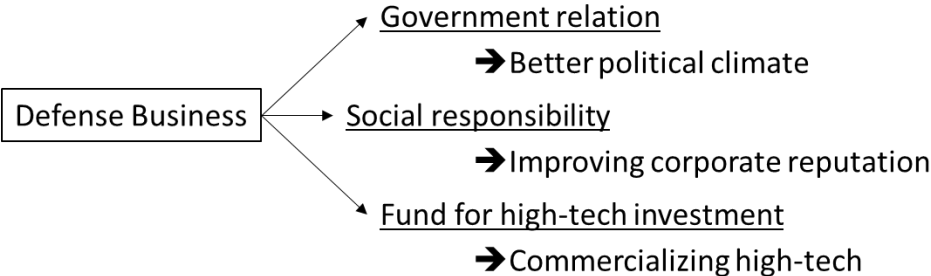 Government relation
➔Better political climate
Defense Business
Social responsibility
➔Improving corporate reputation
Fund for high-tech investment
➔Commercializing high-tech